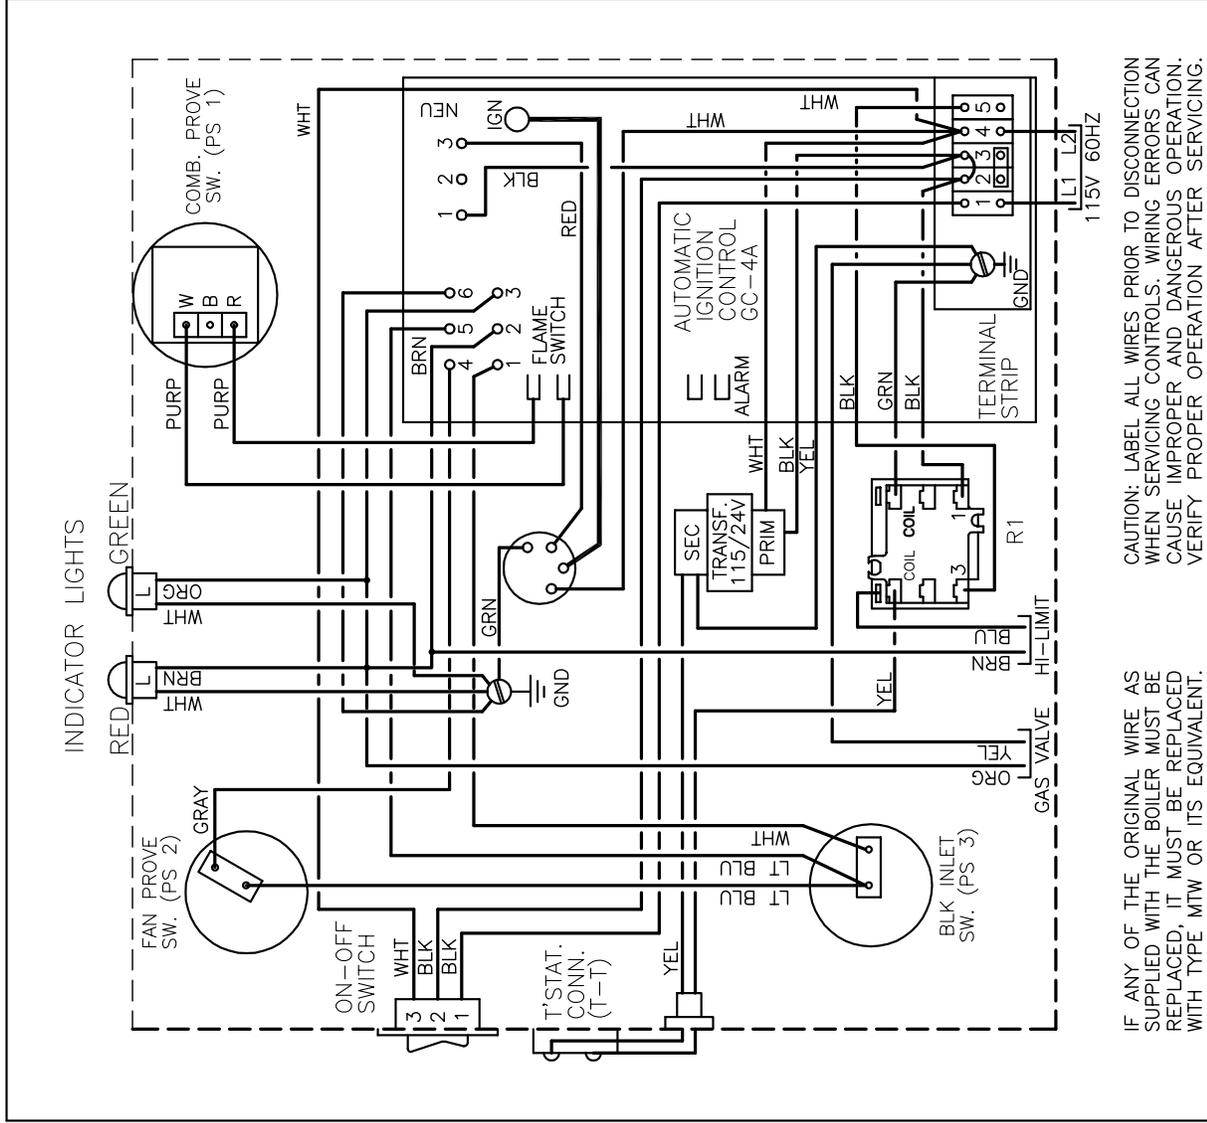 COMB. PROVE
SW. (PS 1)
W
B
R
PURP
PURP
INDICATOR LIGHTS
GREEN
RED
L
ORG
WHT
L
BRN
WHT
GRAY
FAN PROVE
SW. (PS 2)
ON-OFF
SWITCH
WHT
BLK
BLK
3
2
1
T'STAT.
CONN.
(T-T)
YEL
WHT
NEU
IGN
3
2
1
BLK
RED
6
5
4
3
2
1
BRN
FLAME
SWITCH
AUTOMATIC
IGNITION
CONTROL
GC-4A
ALARM
WHT
WHT
GRN
GND
SEC
TRANSF.
115/24V
PRIM
WHT
BLK
YEL
BLK
GRN
BLK
5
4
3
2
1
GND
TERMINAL
STRIP
L2
L1
115V 60HZ
COIL
COIL
1
3
R1
BLU
BRN
HI-LIMIT
YEL
YEL
ORG
GAS VALVE
WHT
LT BLU
LT BLU
BLK INLET
SW. (PS 3)
CAUTION: LABEL ALL WIRES PRIOR TO DISCONNECTION
WHEN SERVICING CONTROLS. WIRING ERRORS CAN
CAUSE IMPROPER AND DANGEROUS OPERATION.
VERIFY PROPER OPERATION AFTER SERVICING.
IF ANY OF THE ORIGINAL WIRE AS
SUPPLIED WITH THE BOILER MUST BE
REPLACED, IT MUST BE REPLACED
WITH TYPE MTW OR ITS EQUIVALENT.